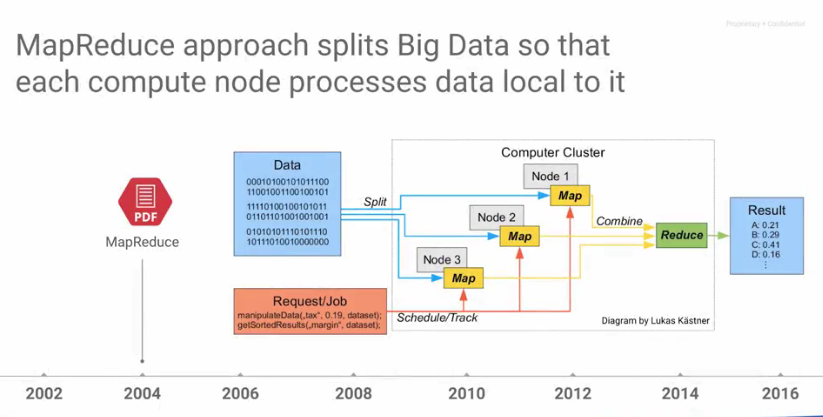 Proprietary + Confidential
MapReduce approach splits Big Data so that
each compute node processes data local to it
PDF
MapReduce
Data
00010100101011100
11001001100100101
11110100100101011
01101101001001001
01010101110101110
10111010010000000
Split
Computer Cluster
Node 1
Map
Node 2
Map
Node 3
Map
Combine
Reduce
Result
A: 0.21
B: 0.29
C: 0.41
D: 0.16
⋮
Request/Job
manipulateData(„tax", 0.19, dataset);
getSortedResults(„margin", dataset);
Schedule/Track
Diagram by Lukas Kästner
2002
2004
2006
2008
2010
2012
2014
2016